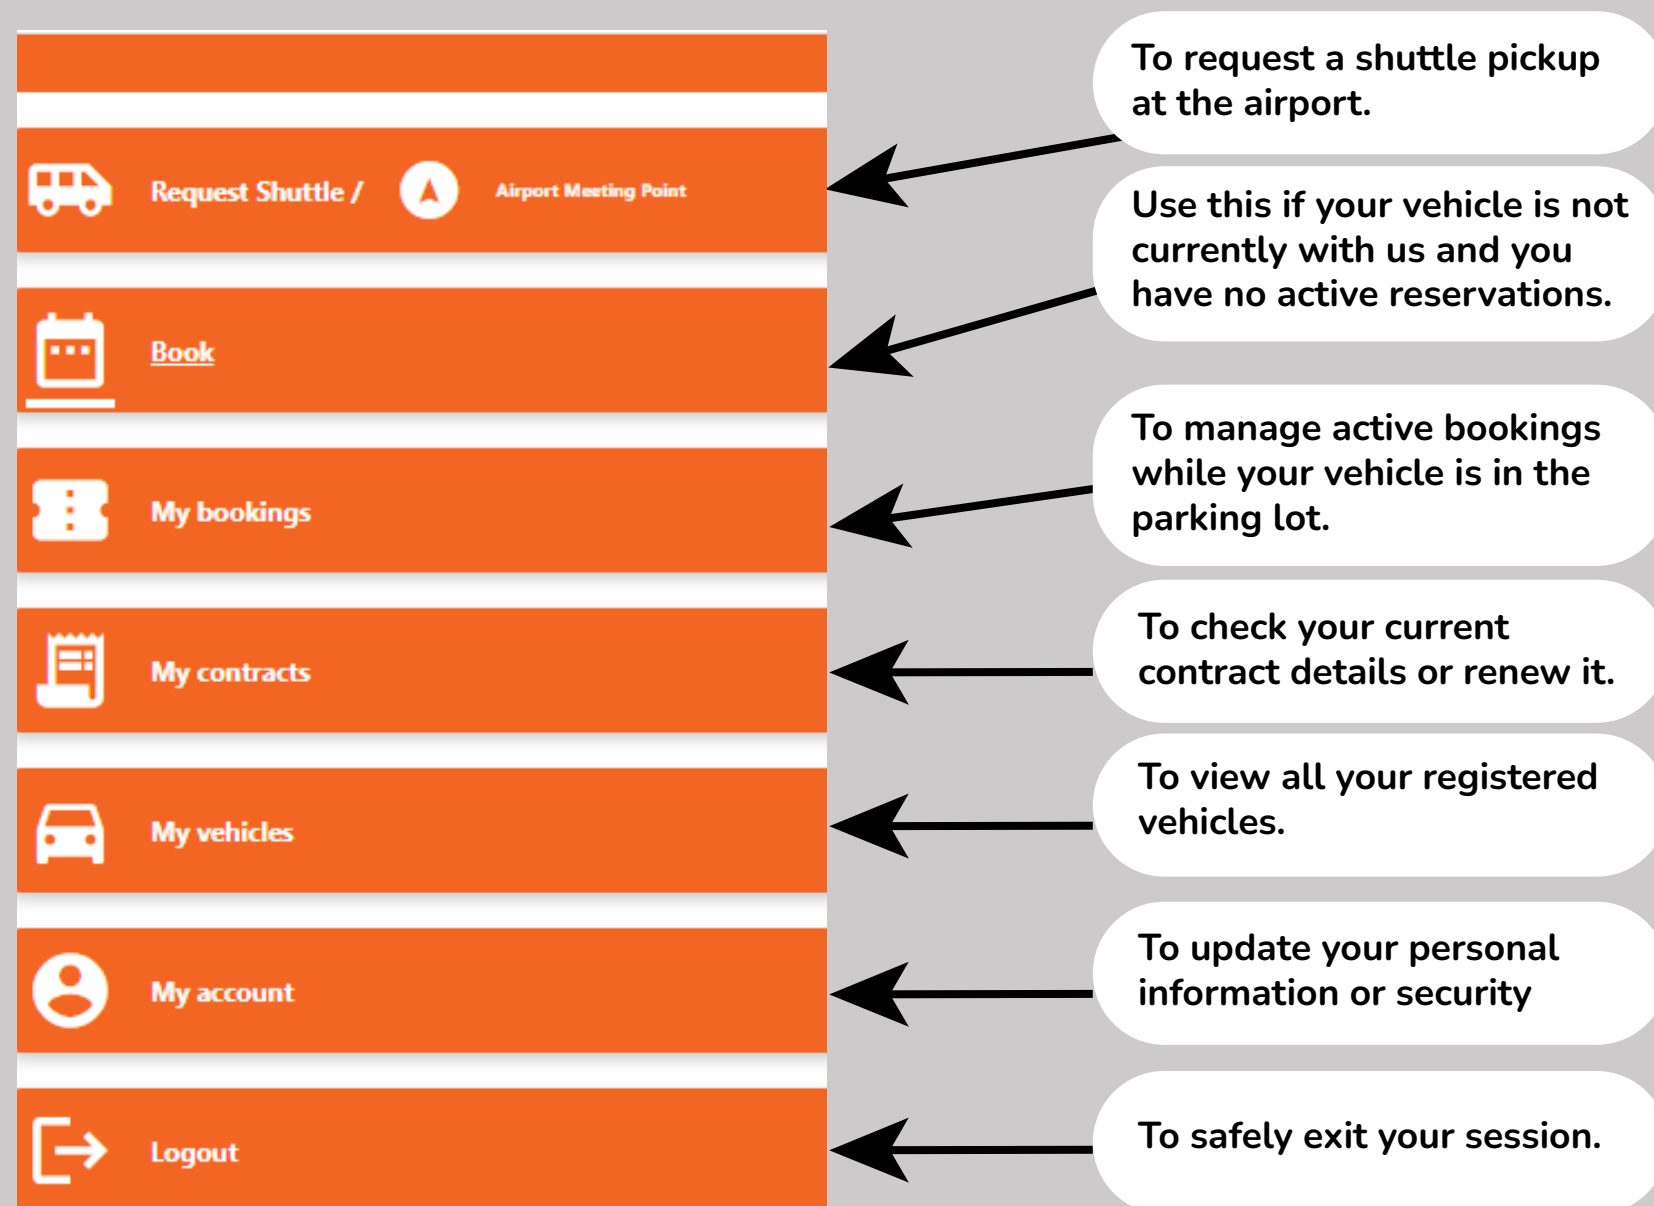 To request a shuttle pickup
at the airport.
Request Shuttle /
Airport Meeting Point
Use this if your vehicle is not
currently with us and you
have no active reservations.
Book
To manage active bookings
while your vehicle is in the
parking lot.
My bookings
To check your current
contract details or renew it.
My contracts
To view all your registered
vehicles.
My vehicles
To update your personal
information or security
My account
To safely exit your session.
Logout